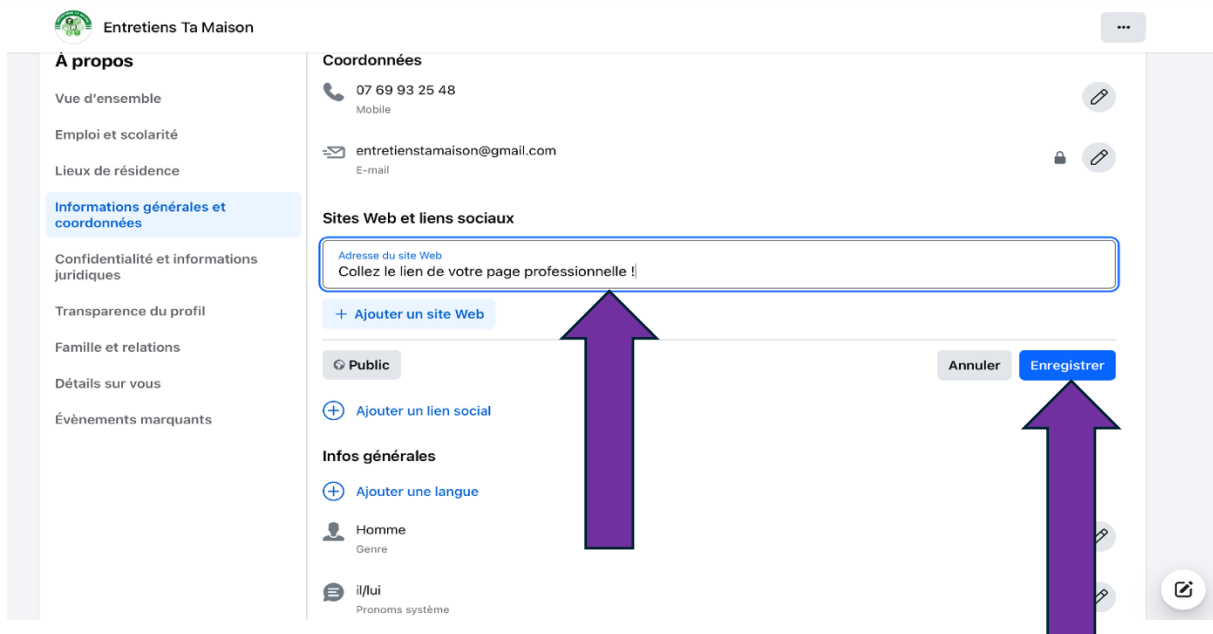 Entretiens Ta Maison
À propos
Vue d'ensemble
Emploi et scolarité
Lieux de résidence
Informations générales et
coordonnées
Confidentialité et informations
juridiques
Transparence du profil
Famille et relations
Détails sur vous
Évènements marquants
Coordonnées
07 69 93 25 48
Mobile
entretienstamaison@gmail.com
E-mail
Sites Web et liens sociaux
Adresse du site Web
Collez le lien de votre page professionnelle !
+ Ajouter un site Web
Public
Annuler
Enregistrer
Ajouter un lien social
Infos générales
Ajouter une langue
Homme
Genre
il/lui
Pronoms système